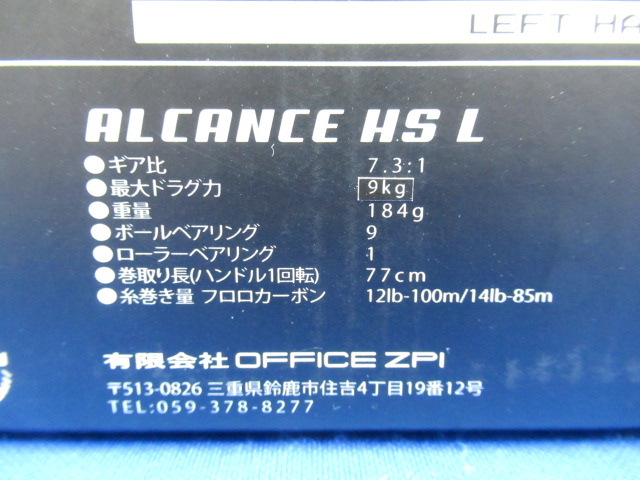 LEFT HA
ALCANCE HS L
●ギア比 7.3:1
●最大ドラグ力 9kg
●重量 184g
●ボールベアリング 9
●ローラーベアリング 1
●巻取り長(ハンドル1回転) 77cm
●糸巻き量 フロロカーボン 12lb-100m/14lb-85m
有限会社 OFFICE ZPI
〒513-0826 三重県鈴鹿市住吉4丁目19番12号
TEL:059-378-8277